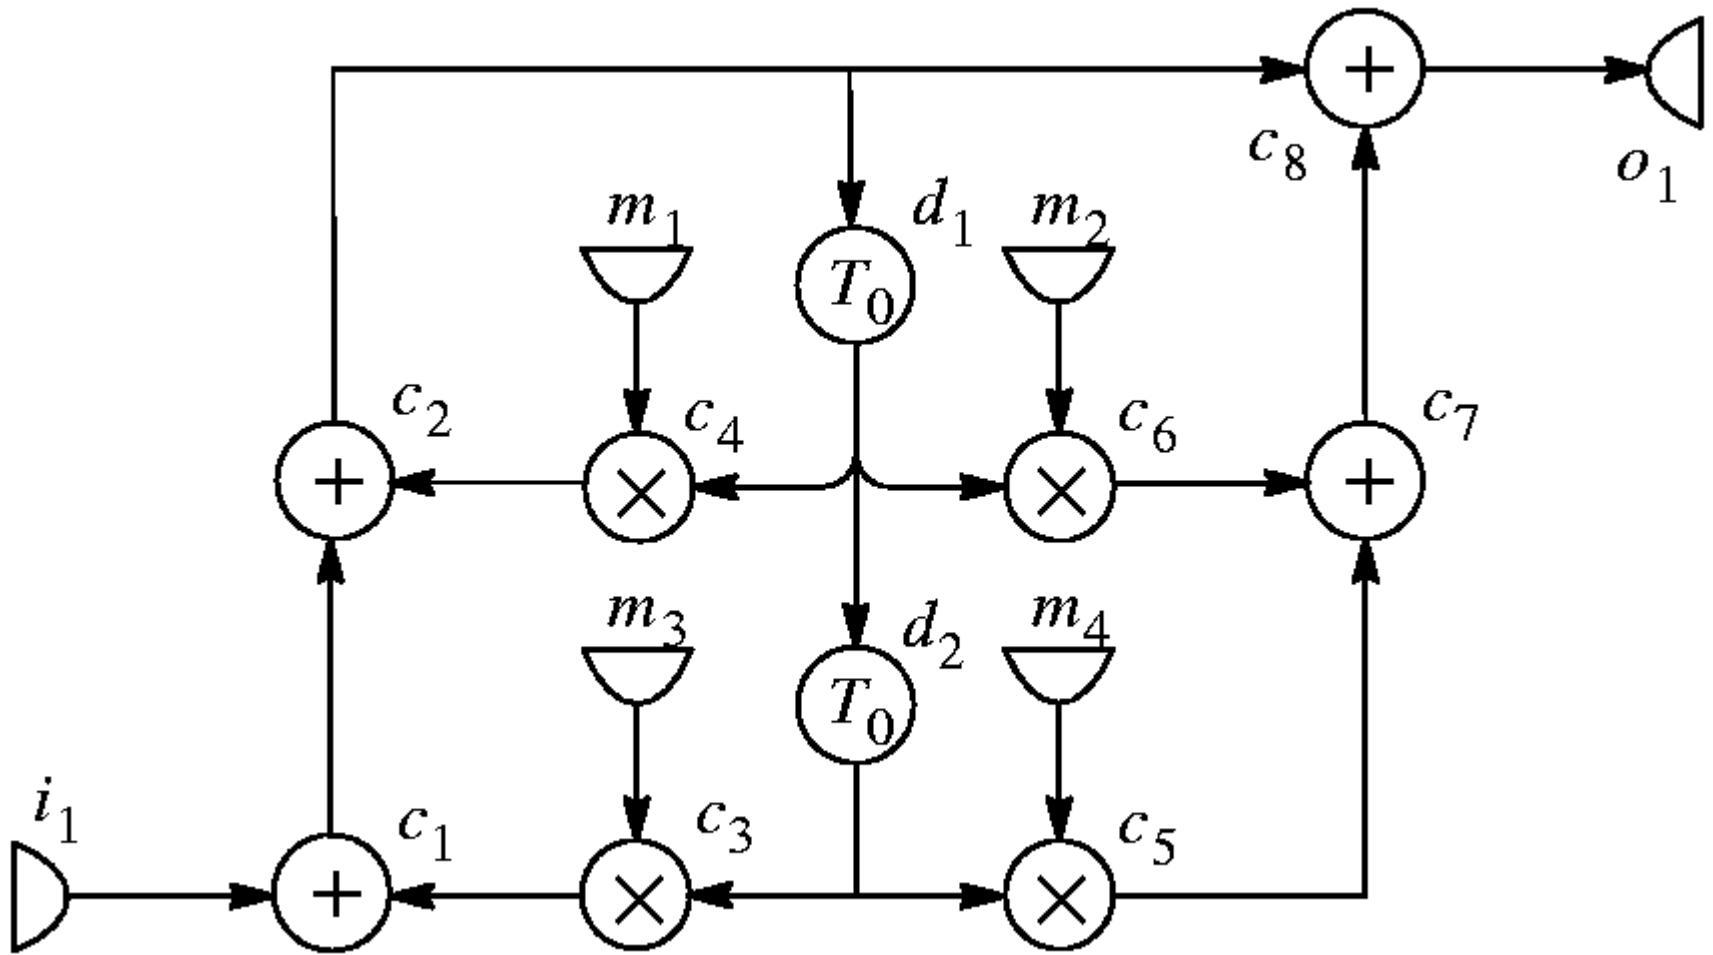 +
c₈
o₁
m₁
d₁
m₂
T₀
c₂
c₄
c₆
c₇
+
×
×
+
m₃
d₂
m₄
T₀
i₁
c₁
c₃
c₅
+
×
×